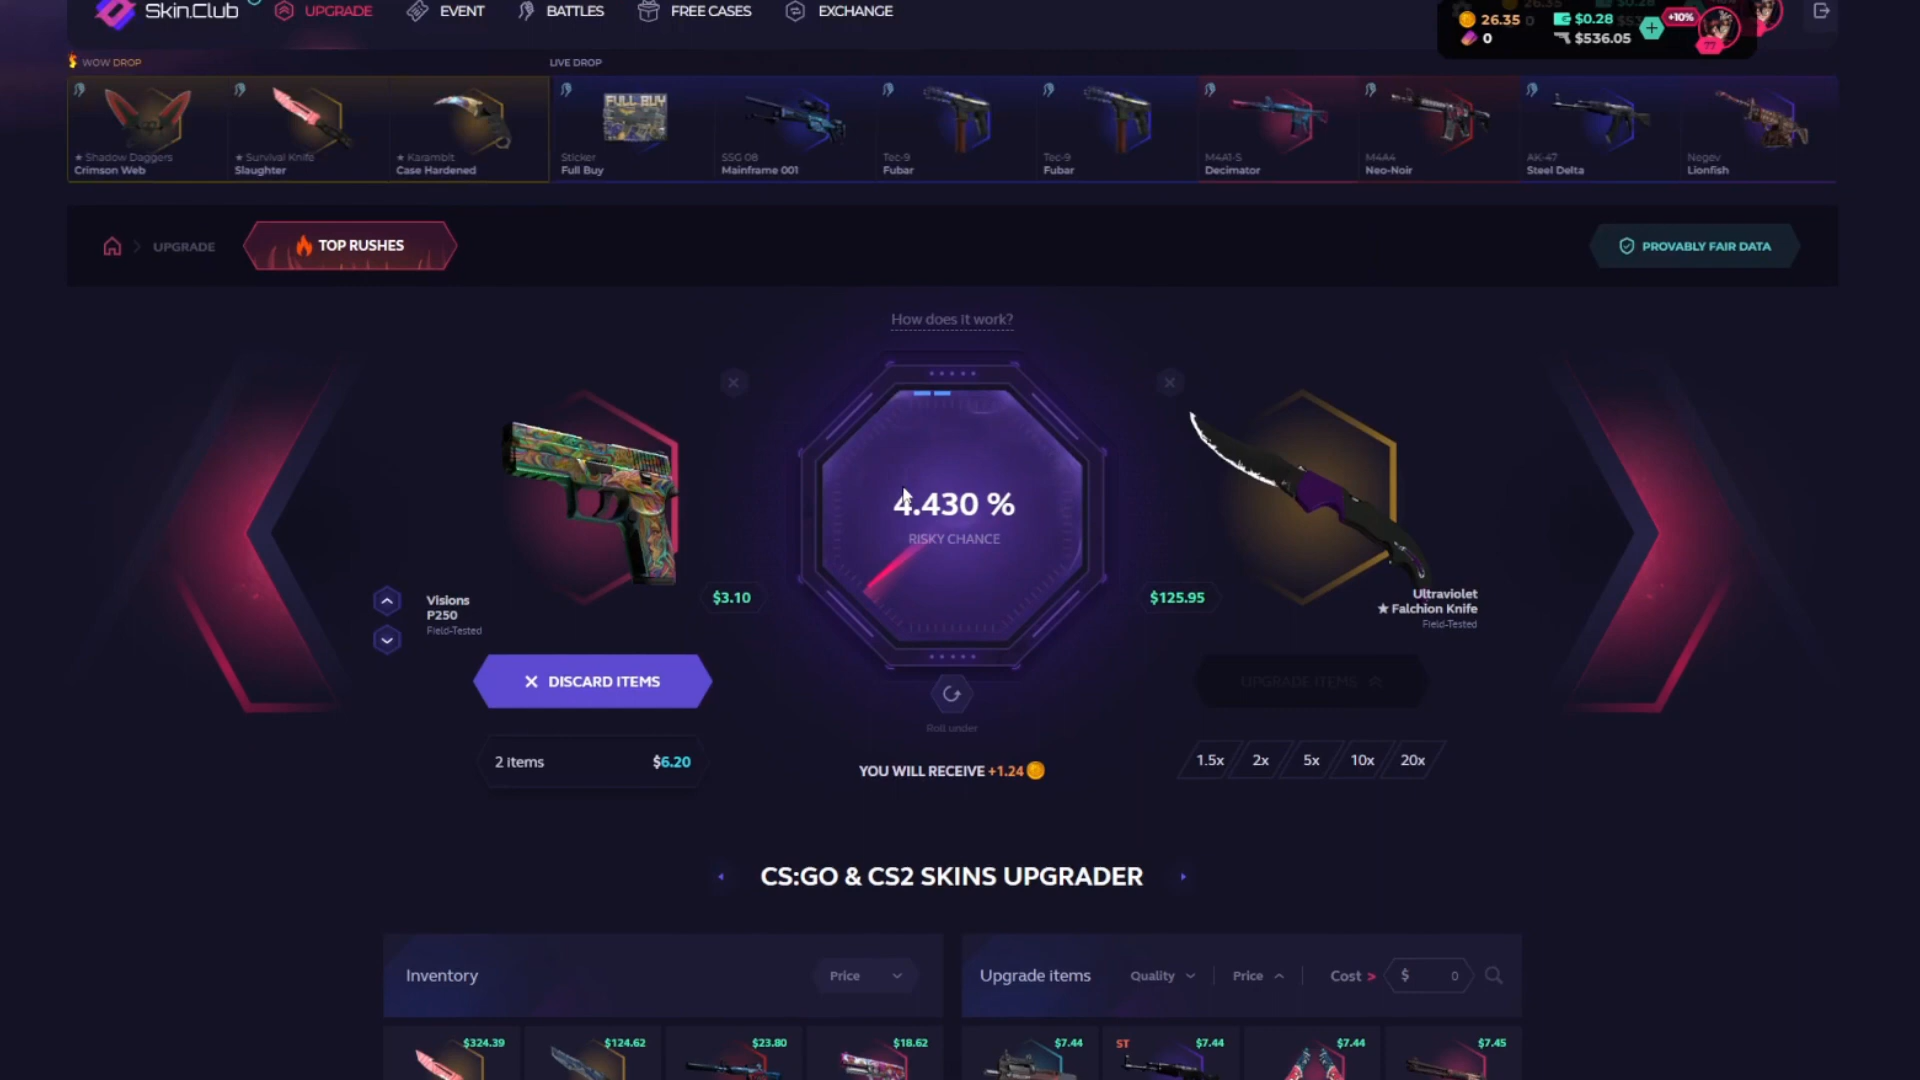 Skin.Club
UPGRADE
EVENT
BATTLES
FREE CASES
EXCHANGE
26.35
$0.28
+10%
0
$536.05
77
WOW DROP
LIVE DROP
★ Shadow Daggers
Crimson Web
★ Survival Knife
Slaughter
★ Karambit
Case Hardened
Sticker
Full Buy
SSG 08
Mainframe 001
Tec-9
Fubar
Tec-9
Fubar
M4A1-S
Decimator
M4A4
Neo-Noir
AK-47
Steel Delta
Negev
Lionfish
FULL BUY
UPGRADE
TOP RUSHES
PROVABLY FAIR DATA
How does it work?
4.430 %
RISKY CHANCE
$3.10
$125.95
Visions
P250
Field-Tested
Ultraviolet
★ Falchion Knife
Field-Tested
DISCARD ITEMS
UPGRADE ITEMS
Roll under
2 items
$6.20
YOU WILL RECEIVE +1.24
1.5x
2x
5x
10x
20x
CS:GO & CS2 SKINS UPGRADER
Inventory
Price
Upgrade items
Quality
Price
Cost >
$ 0
$324.39
$124.62
$23.80
$18.62
$7.44
ST
$7.44
$7.44
$7.45